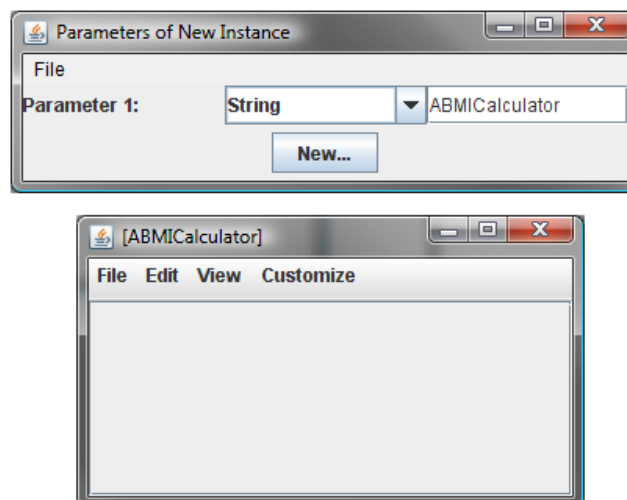 Parameters of New Instance
File
Parameter 1: String ABMICalculator
New...
[ABMICalculator]
File Edit View Customize